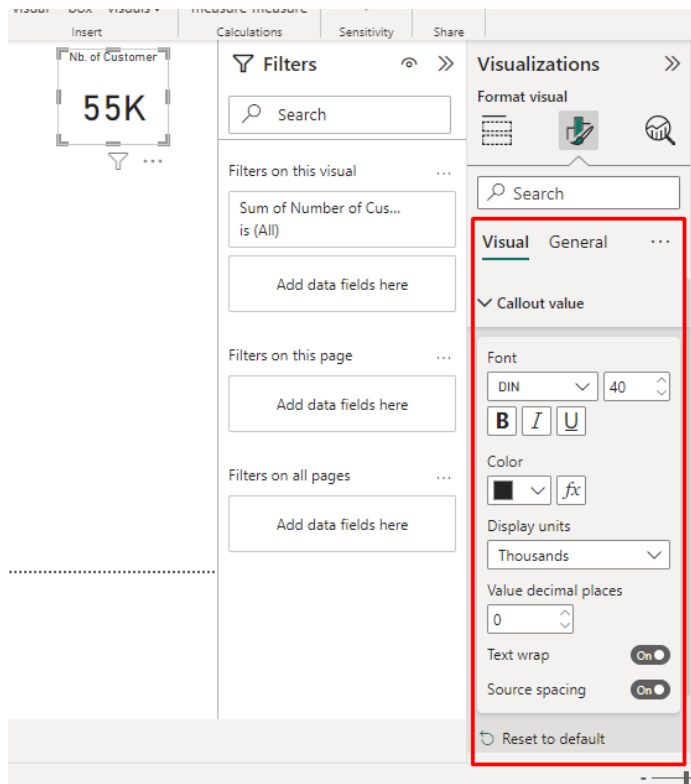 Insert
Calculations
Sensitivity
Share
Nb. of Customer
55K
Filters
Search
Filters on this visual
...
Sum of Number of Cus...
is (All)
Add data fields here
Filters on this page
...
Add data fields here
Filters on all pages
...
Add data fields here
Visualizations
Format visual
Search
Visual General
...
Callout value
Font
DIN
40
B I U
Color
fx
Display units
Thousands
Value decimal places
0
Text wrap
On
Source spacing
On
Reset to default